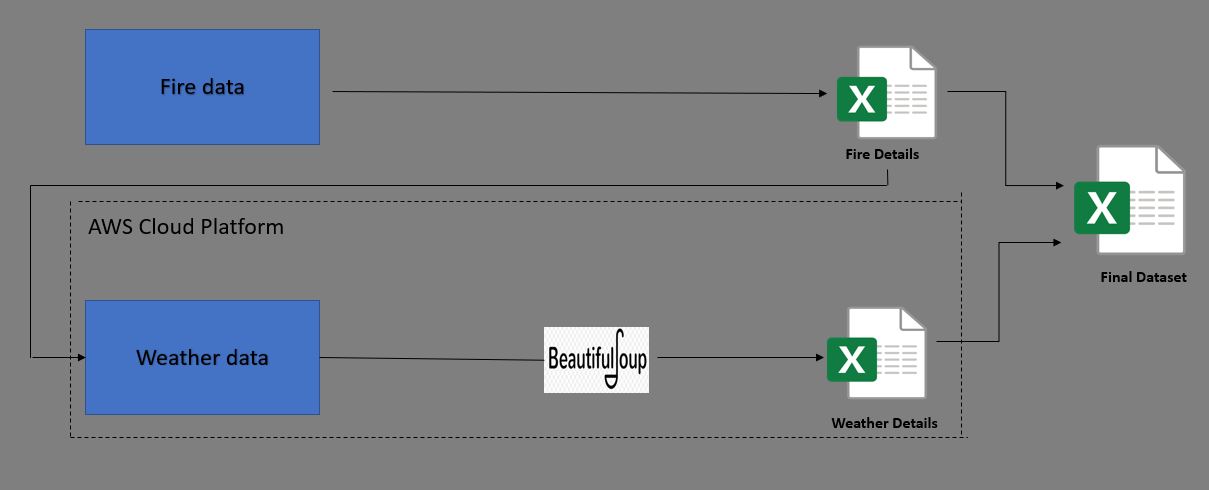 Fire data
X
Fire Details
X
Final Dataset
AWS Cloud Platform
Weather data
BeautifulSoup
X
Weather Details